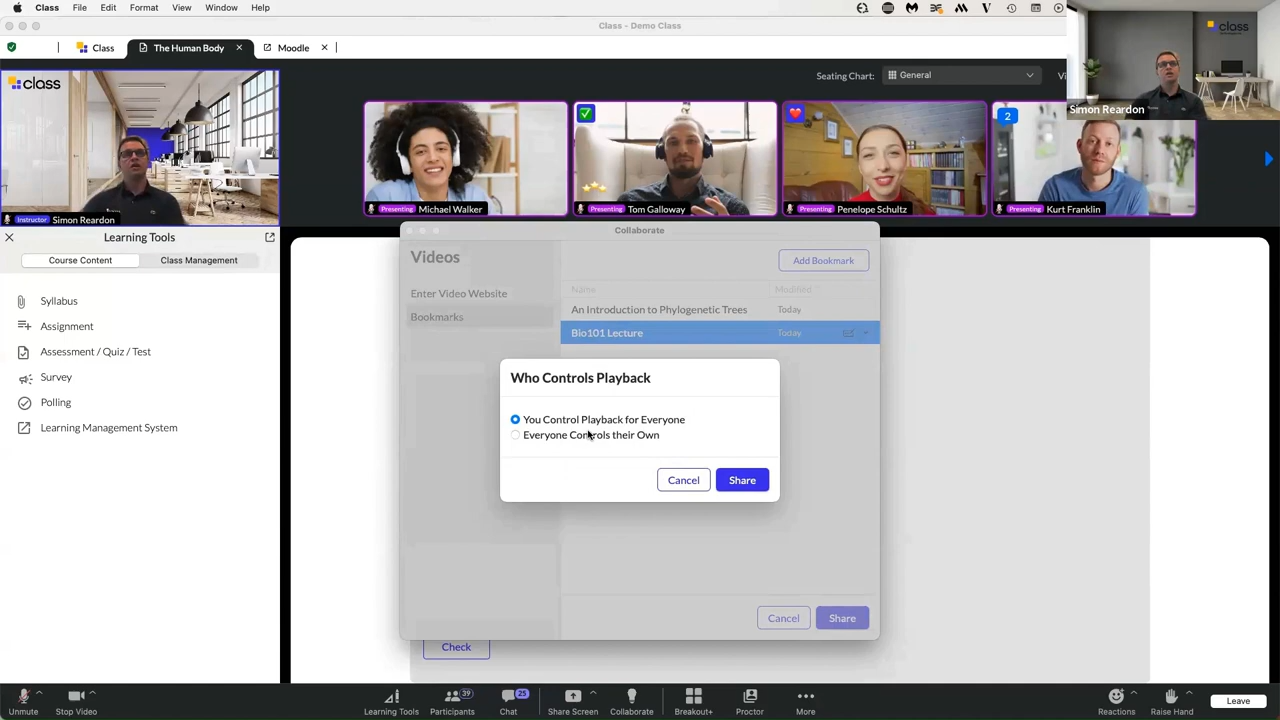 Class File Edit Format View Window Help
Class - Demo Class
Class The Human Body Moodle
Seating Chart: General
class
class
Simon Reardon
2
Instructor Simon Reardon
Presenting Michael Walker
Presenting Tom Galloway
Presenting Penelope Schultz
Presenting Kurt Franklin
Learning Tools
Course Content Class Management
Syllabus
Assignment
Assessment / Quiz / Test
Survey
Polling
Learning Management System
Collaborate
Videos
Add Bookmark
Enter Video Website
Bookmarks
Name Modified
An Introduction to Phylogenetic Trees Today
Bio101 Lecture Today
Who Controls Playback
You Control Playback for Everyone
Everyone Controls their Own
Cancel Share
Cancel Share
Check
39
25
Unmute Stop Video Learning Tools Participants Chat Share Screen Collaborate Breakout+ Proctor More Reactions Raise Hand Leave